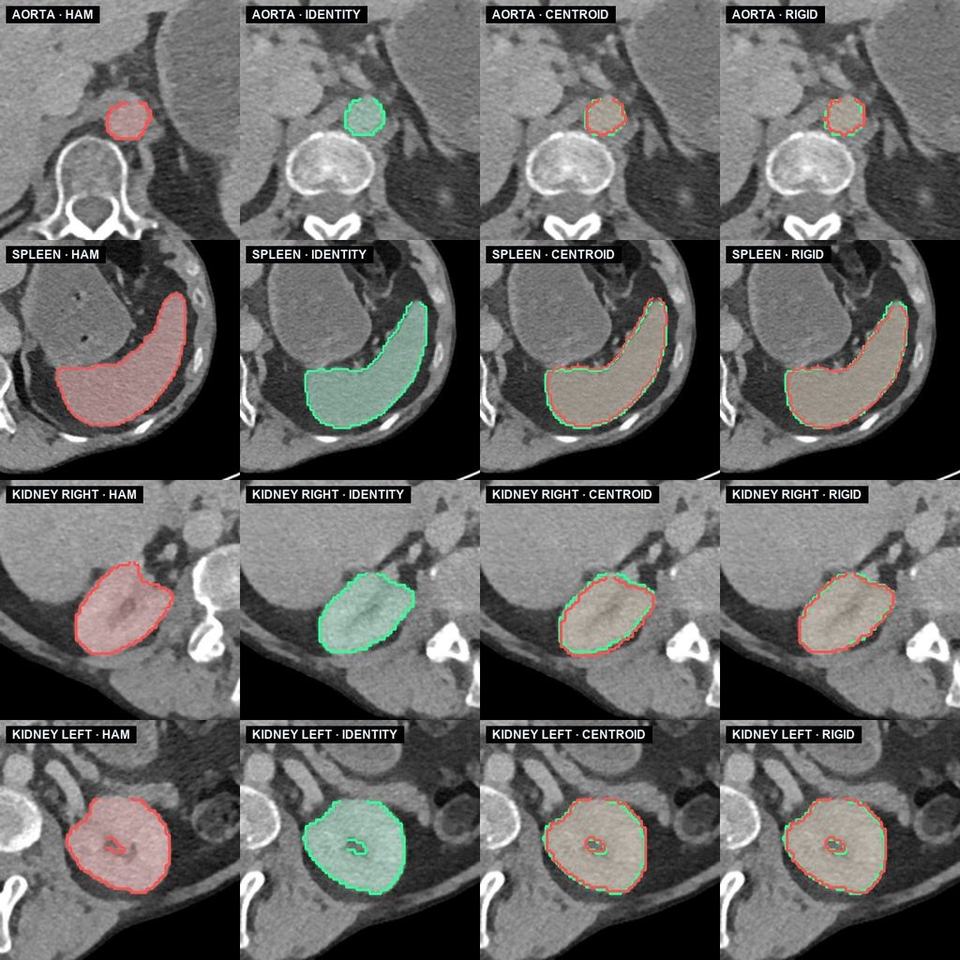 AORTA · HAM
AORTA · IDENTITY
AORTA · CENTROID
AORTA · RIGID
SPLEEN · HAM
SPLEEN · IDENTITY
SPLEEN · CENTROID
SPLEEN · RIGID
KIDNEY RIGHT · HAM
KIDNEY RIGHT · IDENTITY
KIDNEY RIGHT · CENTROID
KIDNEY RIGHT · RIGID
KIDNEY LEFT · HAM
KIDNEY LEFT · IDENTITY
KIDNEY LEFT · CENTROID
KIDNEY LEFT · RIGID